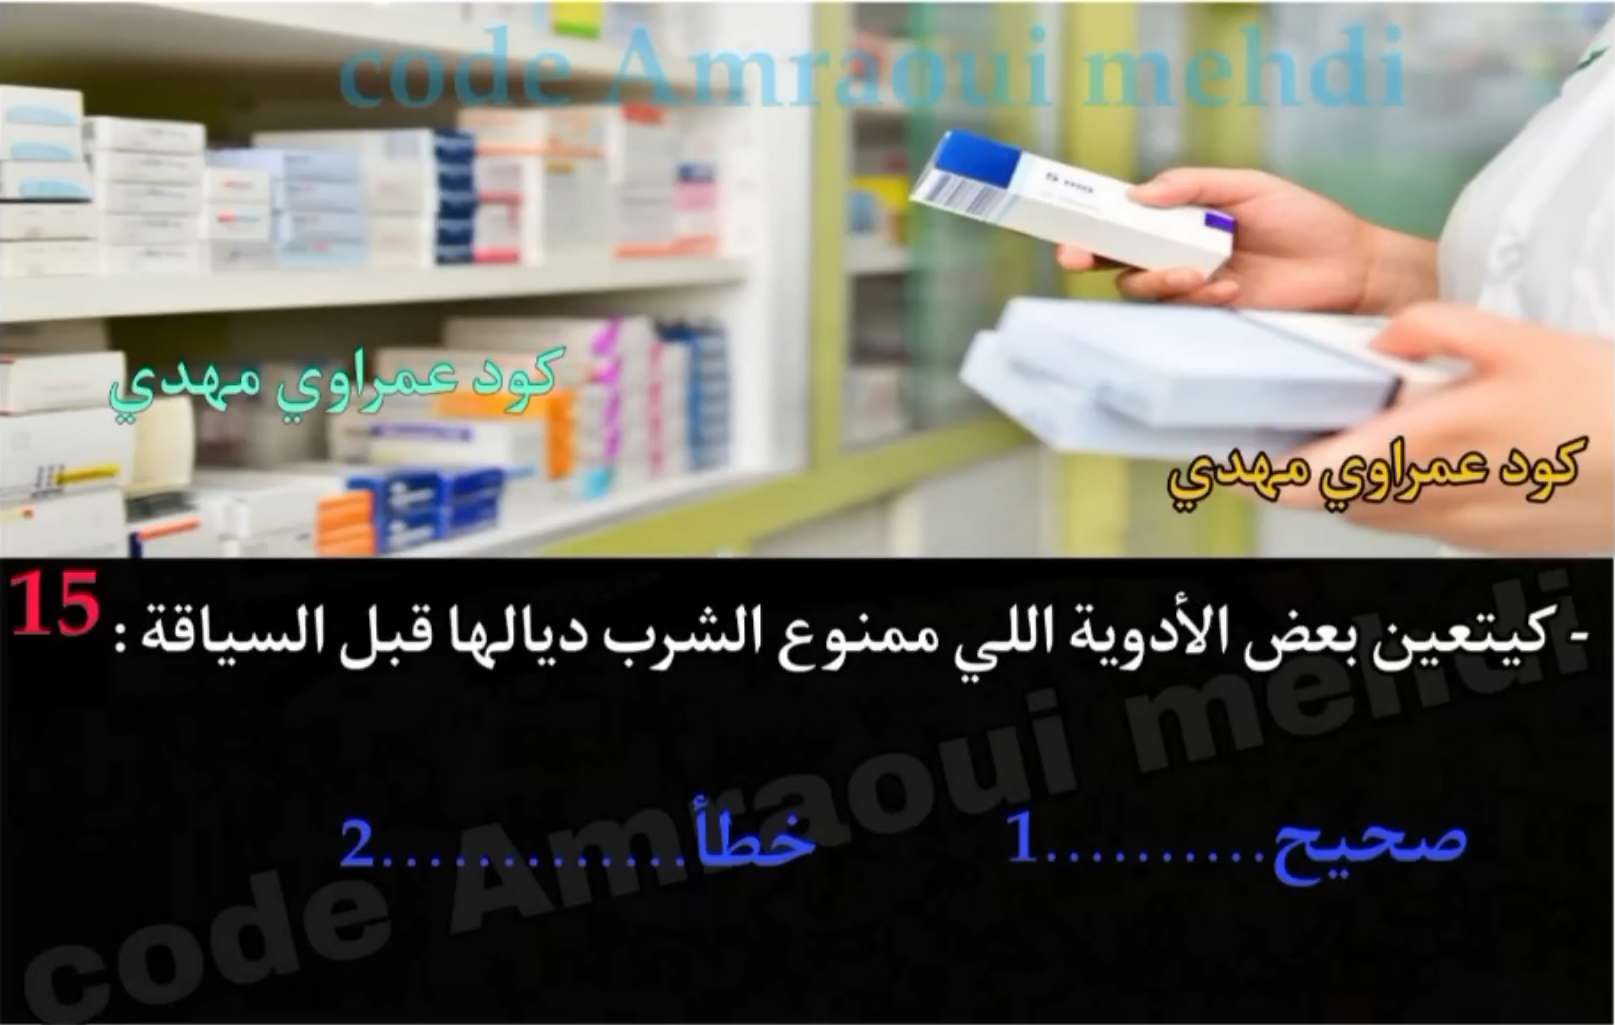 code Amraoui mehdi
كود عمراوي مهدي
كود عمراوي مهدي
15
- كيتعين بعض الأدوية اللي ممنوع الشرب ديالها قبل السياقة :
صحيح..........1
خطأ.............2
code Amraoui mehdi